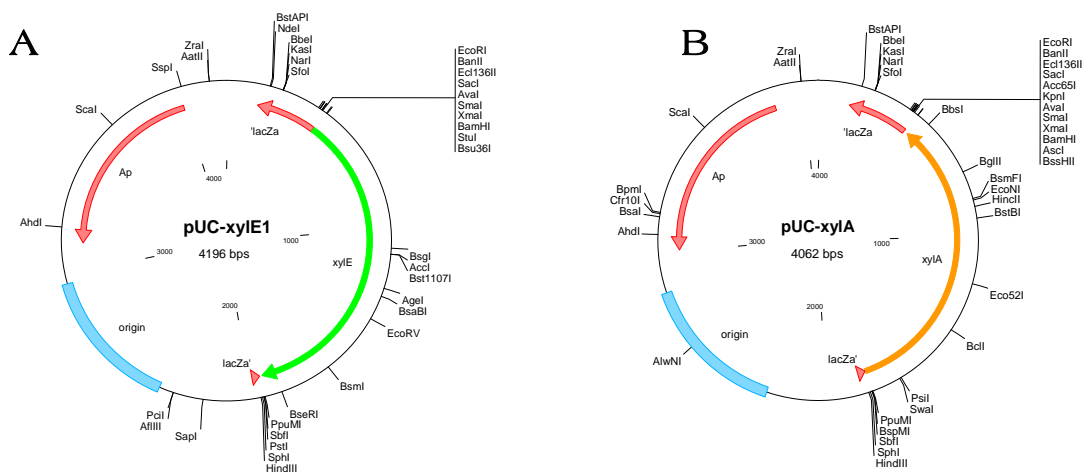 A
BstAPI
NdeI
BbeI
KasI
NarI
SfoI
ZraI
AatII
SspI
ScaI
AhdI
EcoRI
BanII
Ecl136II
SacI
AvaI
SmaI
XmaI
BamHI
StuI
Bsu36I
'lacZa
Ap
4000
1000
2000
3000
pUC-xylE1
4196 bps
xylE
BsgI
AccI
Bst1107I
AgeI
BsaBI
EcoRV
BsmI
BseRI
PpuMI
SbfI
PstI
SphI
HindIII
lacZa'
origin
PciI
AflIII
SapI
B
BstAPI
BbeI
KasI
NarI
SfoI
ZraI
AatII
ScaI
BpmI
Cfr10I
BsaI
AhdI
EcoRI
BanII
Ecl136II
SacI
Acc65I
KpnI
AvaI
SmaI
XmaI
BamHI
AscI
BssHII
BbsI
BglII
BsmFI
EcoNI
HincII
BstBI
'lacZa
Ap
4000
1000
2000
3000
pUC-xylA
4062 bps
xylA
Eco52I
BclI
PsiI
SwaI
PpuMI
BspMI
SbfI
SphI
HindIII
lacZa'
origin
AlwNI